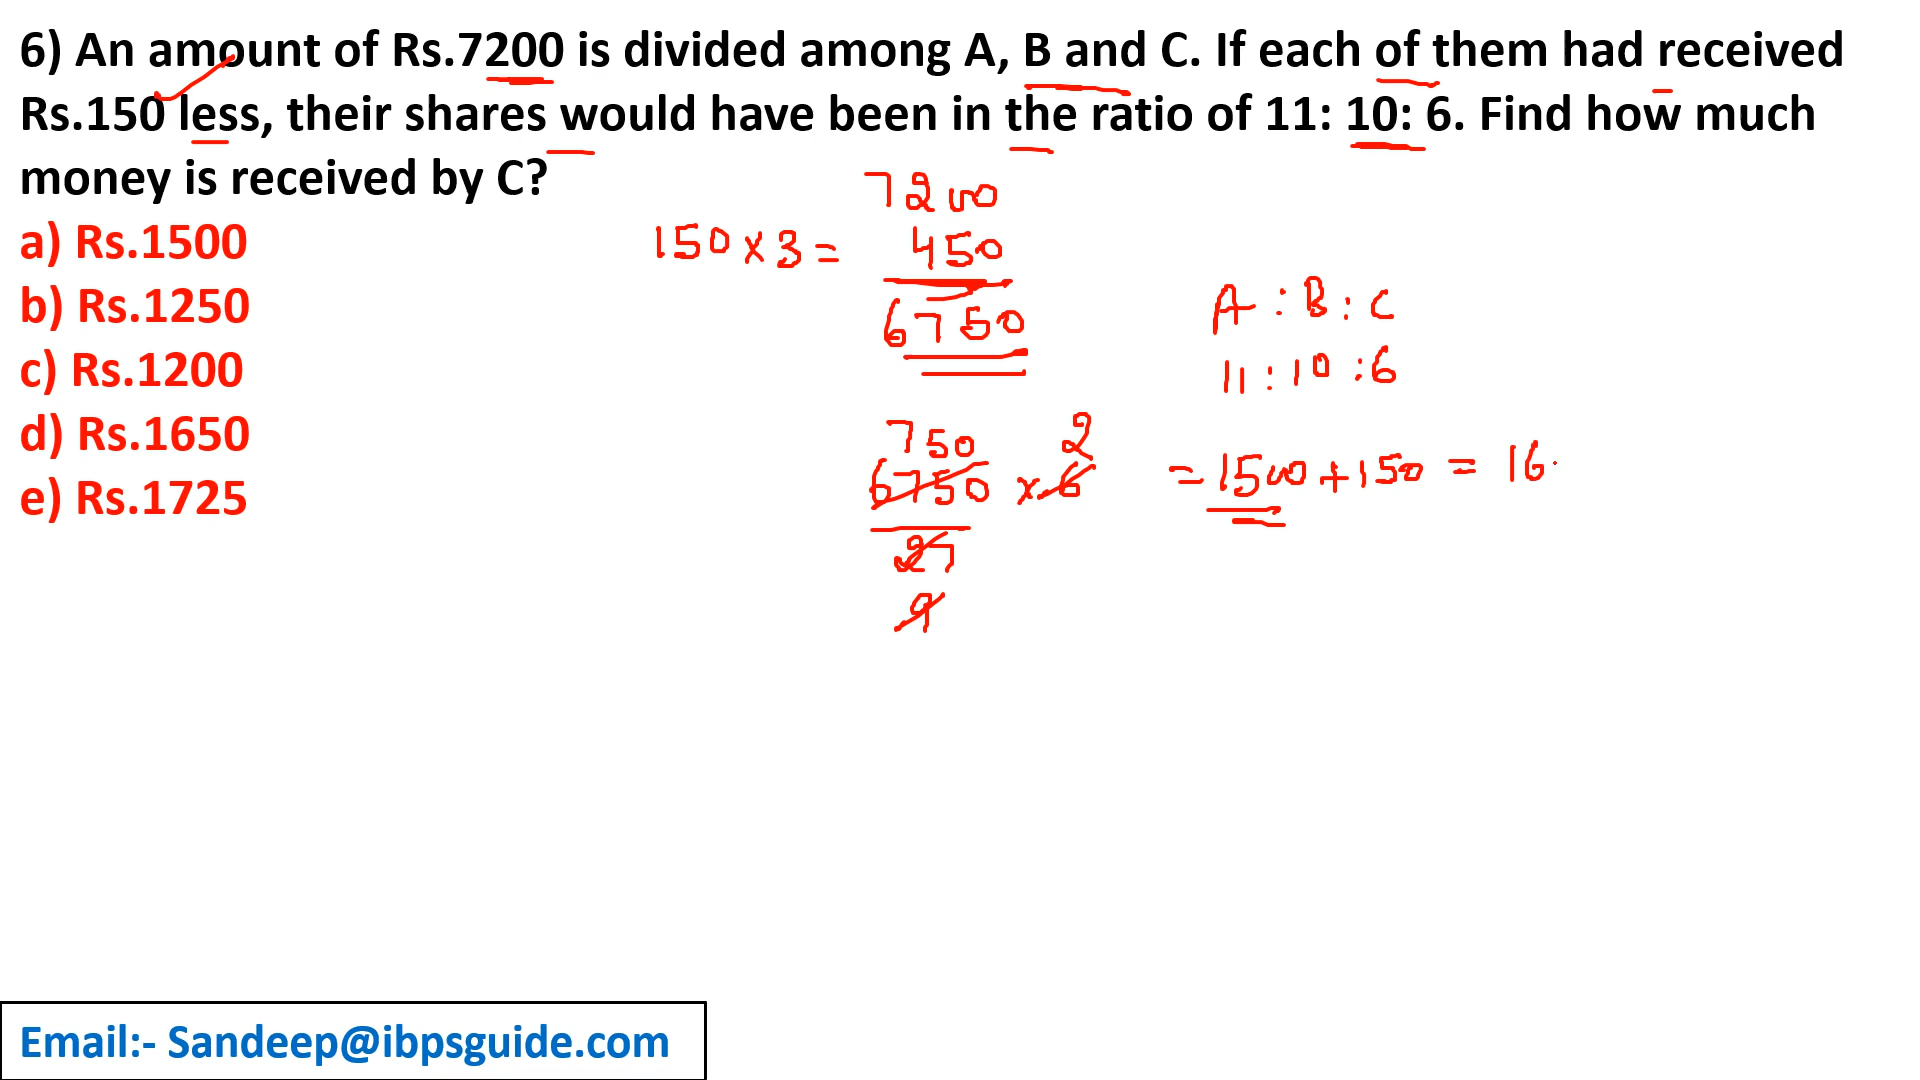 6) An amount of Rs.7200 is divided among A, B and C. If each of them had received
Rs.150 less, their shares would have been in the ratio of 11: 10: 6. Find how much
money is received by C?
a) Rs.1500
b) Rs.1250
c) Rs.1200
d) Rs.1650
e) Rs.1725
7200
150 x 3 = 450
6750
A : B : C
11 : 10 : 6
750 2
6750 x 6 = 1500 + 150 = 16
27
9
Email:- Sandeep@ibpsguide.com